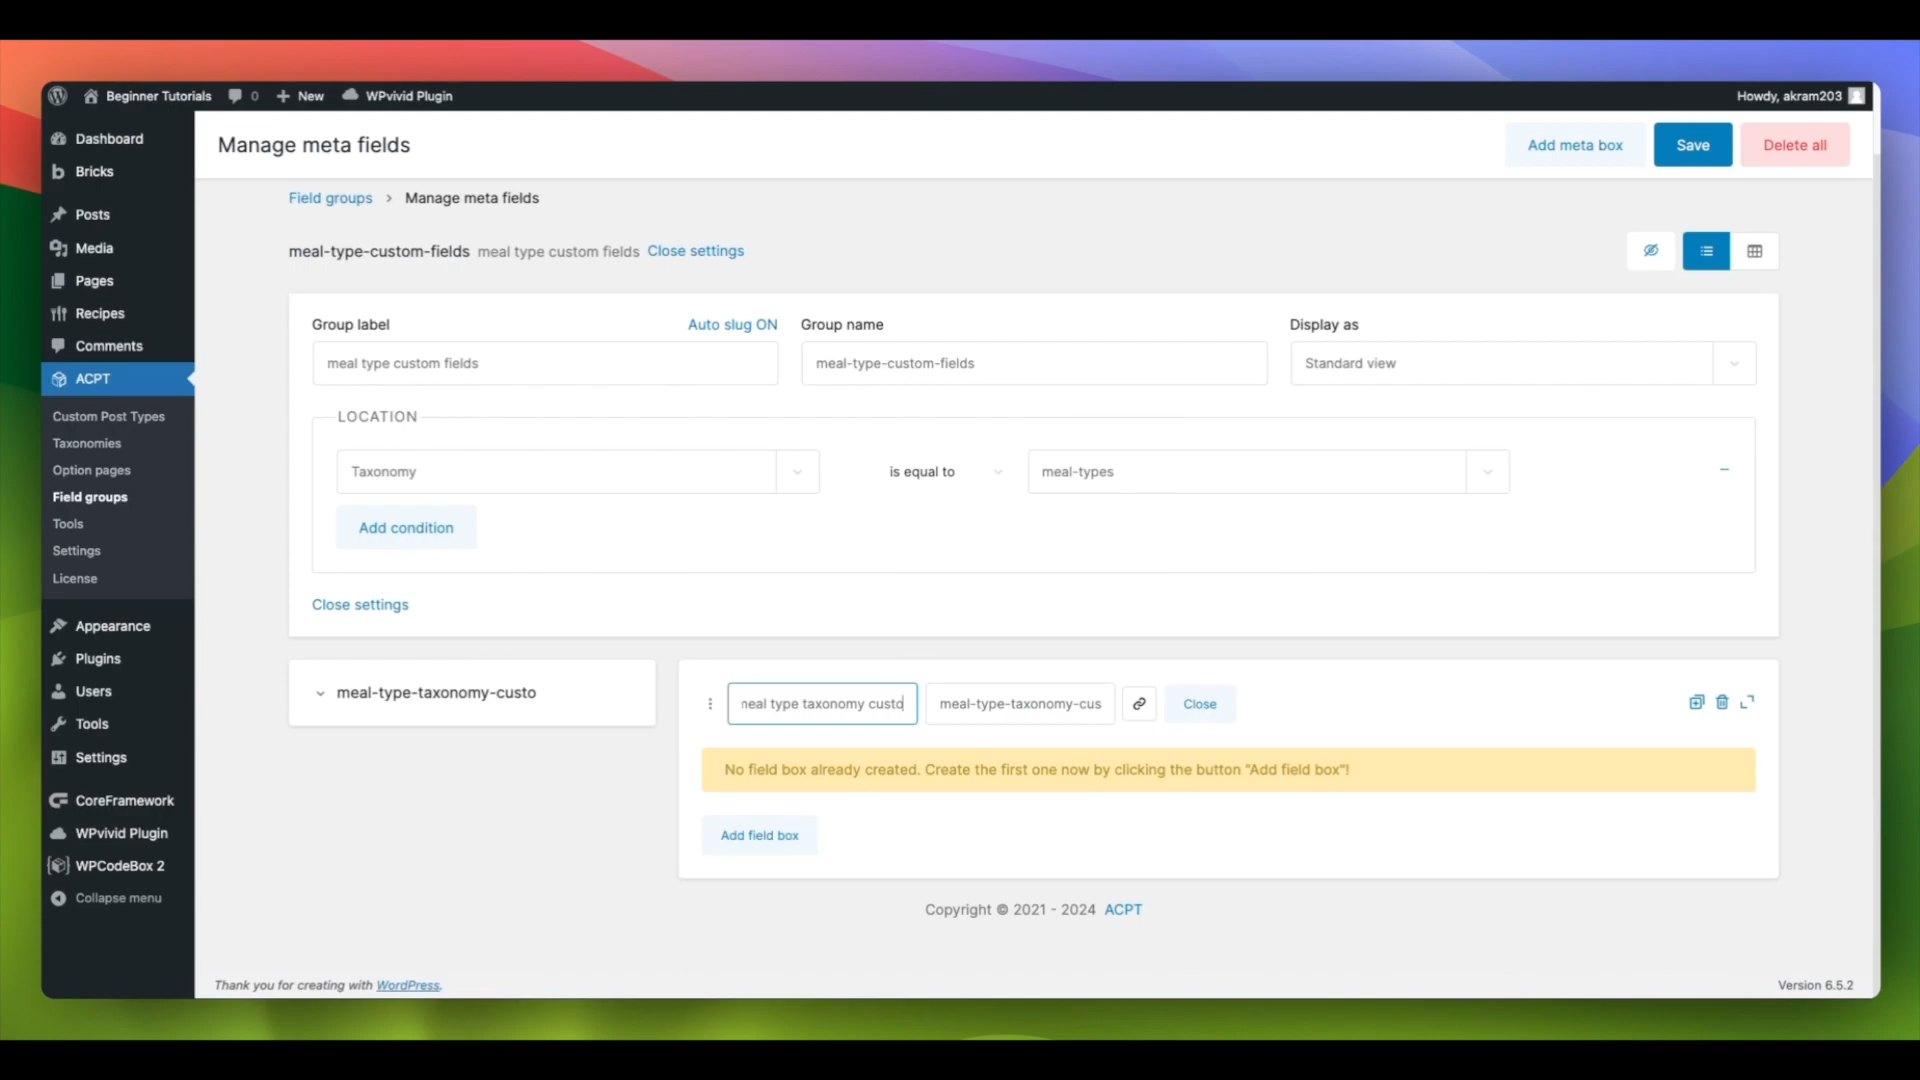 Beginner Tutorials 0 New WPvivid Plugin Howdy, akram203
Dashboard
Bricks
Posts
Media
Pages
Recipes
Comments
ACPT
Custom Post Types
Taxonomies
Option pages
Field groups
Tools
Settings
License
Appearance
Plugins
Users
Tools
Settings
CoreFramework
WPvivid Plugin
WPCodeBox 2
Collapse menu
Manage meta fields Add meta box Save Delete all
Field groups > Manage meta fields
meal-type-custom-fields meal type custom fields Close settings
Group label Auto slug ON Group name Display as
meal type custom fields meal-type-custom-fields Standard view
LOCATION
Taxonomy is equal to meal-types
Add condition
Close settings
meal-type-taxonomy-custo
neal type taxonomy custo meal-type-taxonomy-cus Close
No field box already created. Create the first one now by clicking the button "Add field box"!
Add field box
Copyright © 2021 - 2024 ACPT
Thank you for creating with WordPress. Version 6.5.2